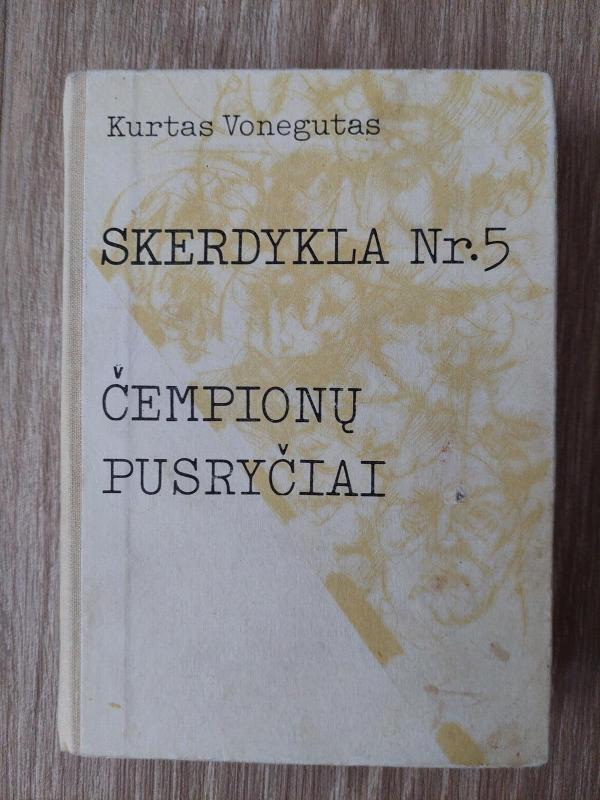 Kurtas Vonegutas
SKERDYKLA Nr.5
ČEMPIONŲ
PUSRYČIAI